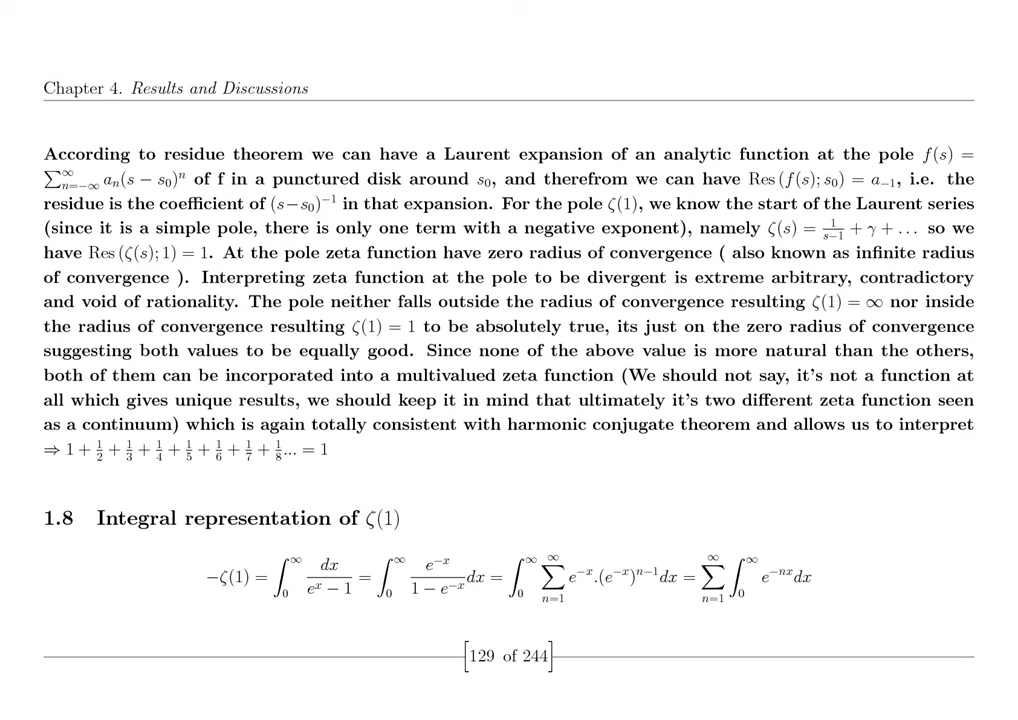 Chapter 4. Results and Discussions
According to residue theorem we can have a Laurent expansion of an analytic function at the pole f(s) =
∑_{n=−∞}^{∞} a_n(s − s_0)^n of f in a punctured disk around s_0, and therefrom we can have Res (f(s); s_0) = a_{−1}, i.e. the
residue is the coefficient of (s−s_0)^{−1} in that expansion. For the pole ζ(1), we know the start of the Laurent series
(since it is a simple pole, there is only one term with a negative exponent), namely ζ(s) = \frac{1}{s−1} + γ + . . . so we
have Res (ζ(s); 1) = 1. At the pole zeta function have zero radius of convergence ( also known as infinite radius
of convergence ). Interpreting zeta function at the pole to be divergent is extreme arbitrary, contradictory
and void of rationality. The pole neither falls outside the radius of convergence resulting ζ(1) = ∞ nor inside
the radius of convergence resulting ζ(1) = 1 to be absolutely true, its just on the zero radius of convergence
suggesting both values to be equally good. Since none of the above value is more natural than the others,
both of them can be incorporated into a multivalued zeta function (We should not say, it's not a function at
all which gives unique results, we should keep it in mind that ultimately it's two different zeta function seen
as a continuum) which is again totally consistent with harmonic conjugate theorem and allows us to interpret
⇒ 1 + \frac{1}{2} + \frac{1}{3} + \frac{1}{4} + \frac{1}{5} + \frac{1}{6} + \frac{1}{7} + \frac{1}{8}... = 1
1.8 Integral representation of ζ(1)
−ζ(1) = ∫_0^∞ \frac{dx}{e^x − 1} = ∫_0^∞ \frac{e^{−x}}{1 − e^{−x}} dx = ∫_0^∞ ∑_{n=1}^∞ e^{−x}.(e^{−x})^{n−1}dx = ∑_{n=1}^∞ ∫_0^∞ e^{−nx}dx
[129 of 244]